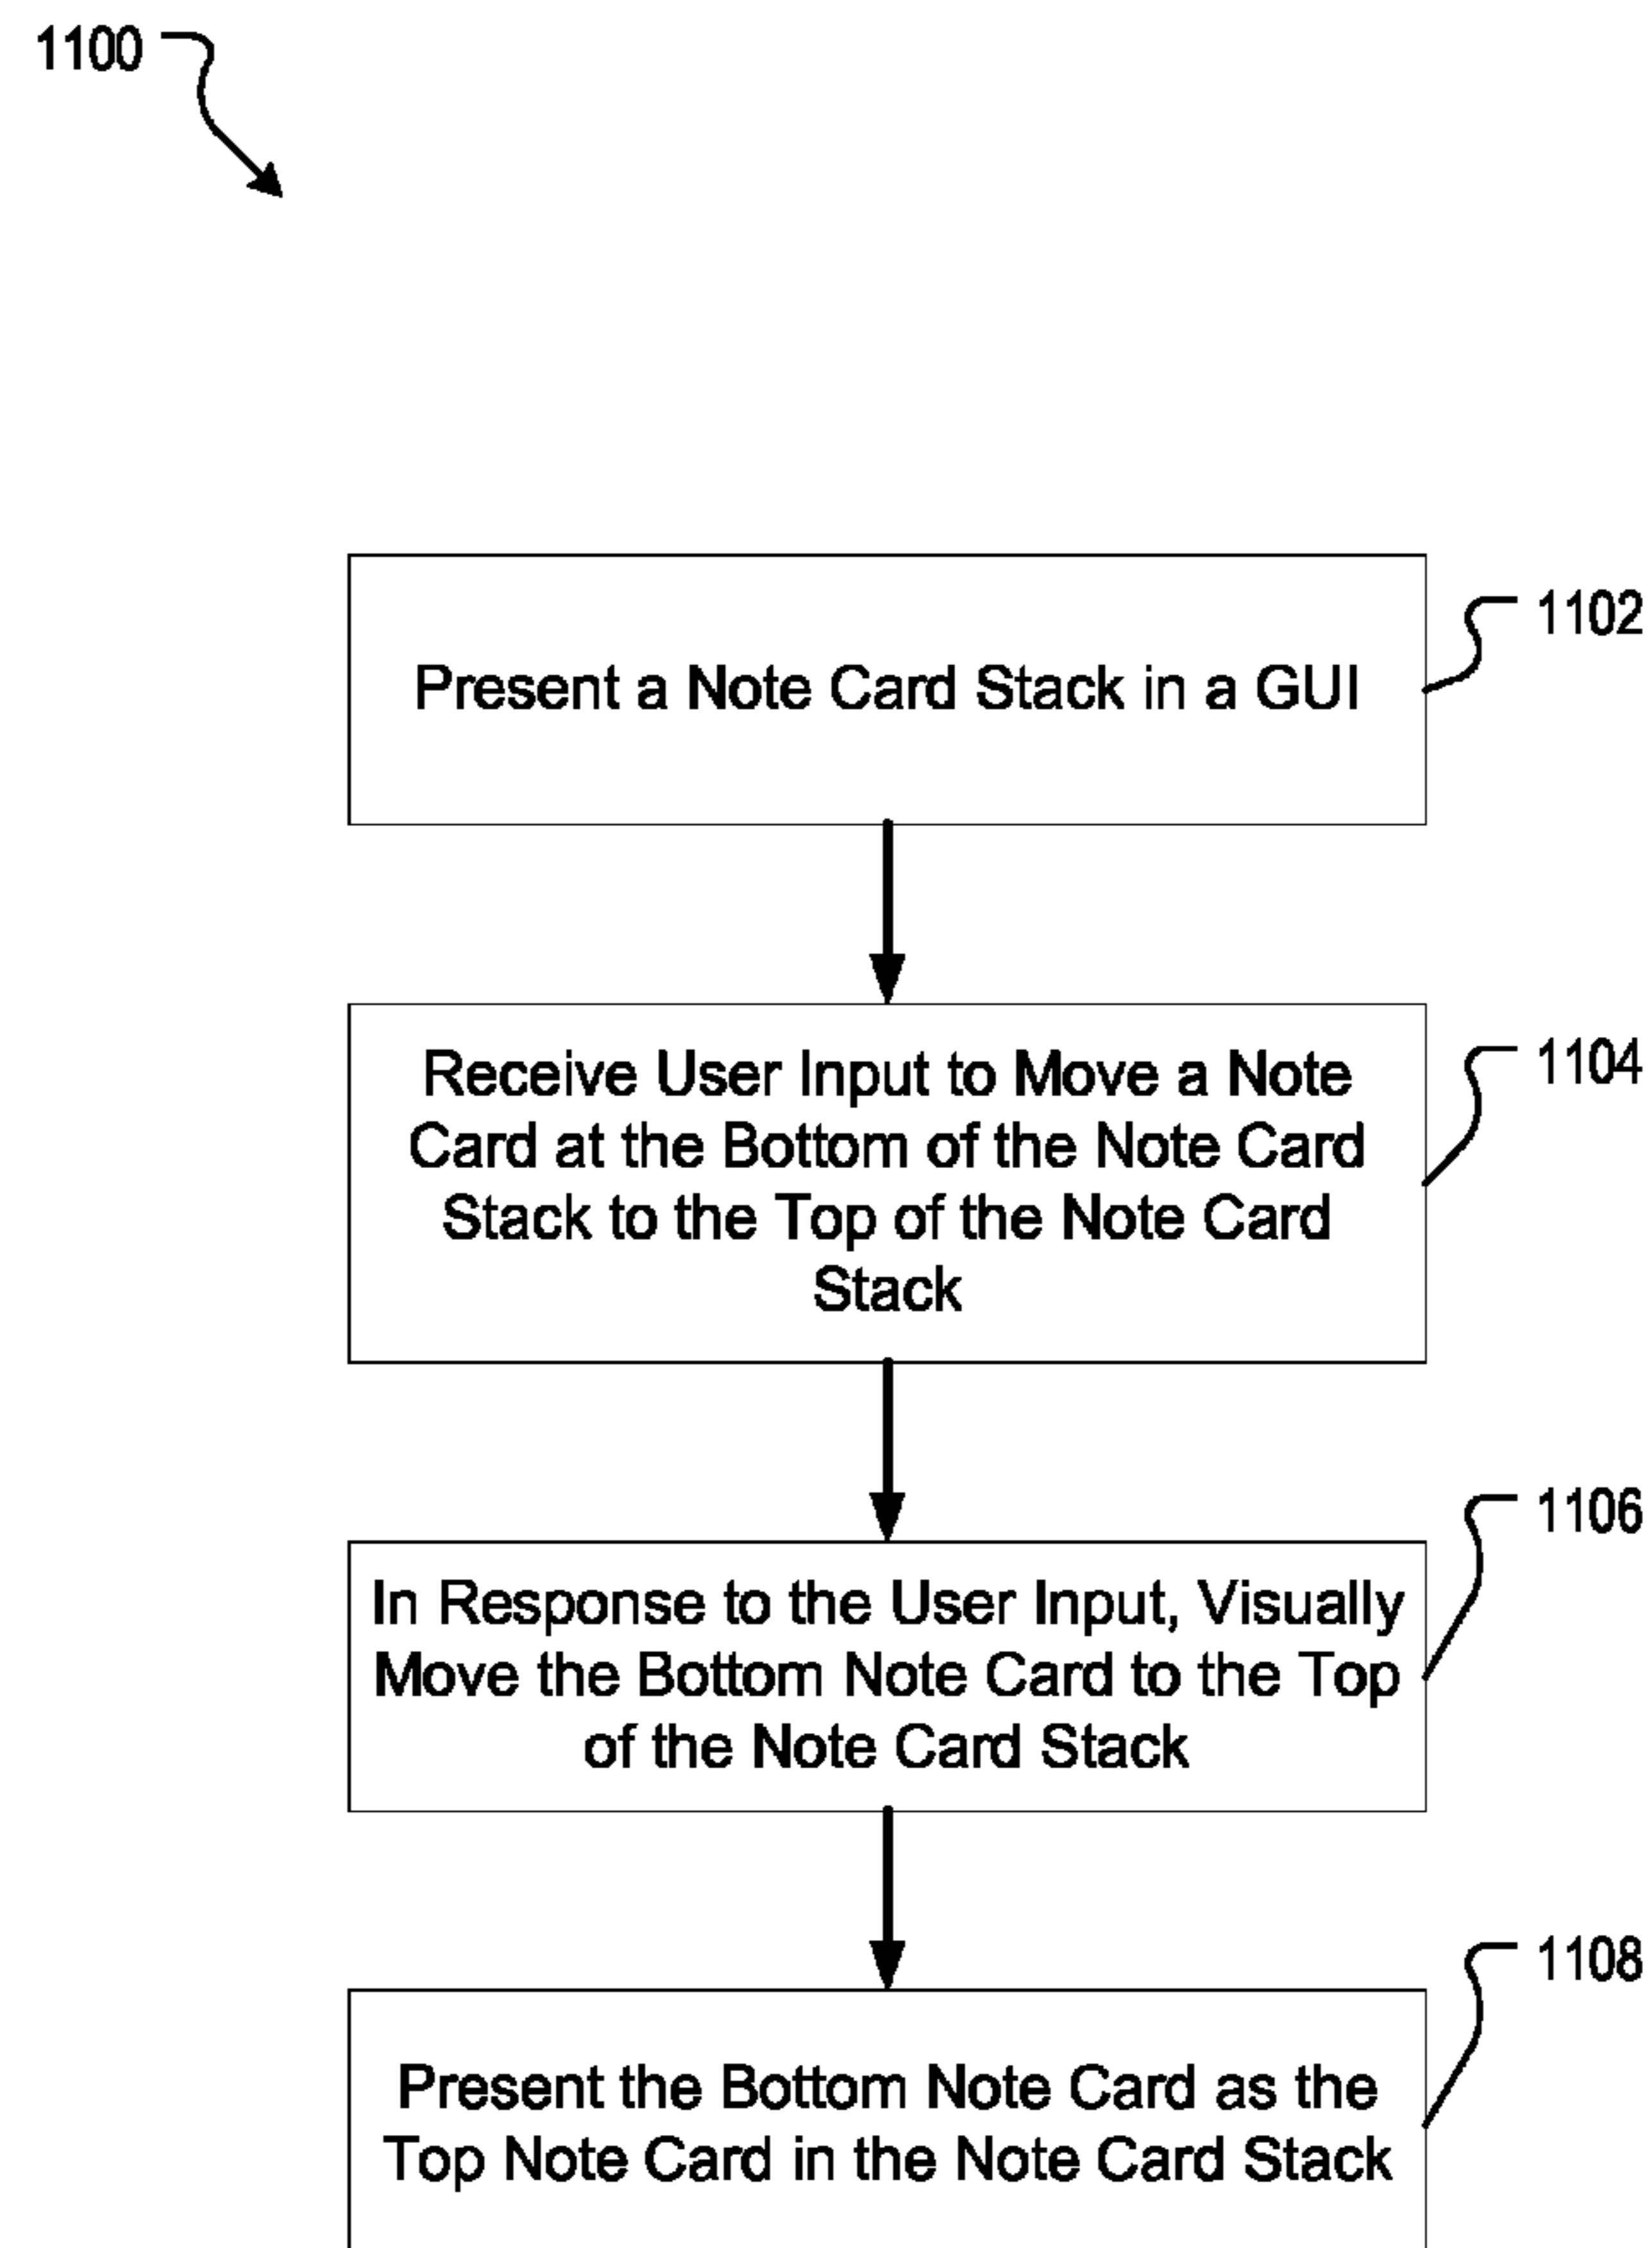 1100
Present a Note Card Stack in a GUI
1102
Receive User Input to Move a Note
Card at the Bottom of the Note Card
Stack to the Top of the Note Card
Stack
1104
In Response to the User Input, Visually
Move the Bottom Note Card to the Top
of the Note Card Stack
1106
Present the Bottom Note Card as the
Top Note Card in the Note Card Stack
1108